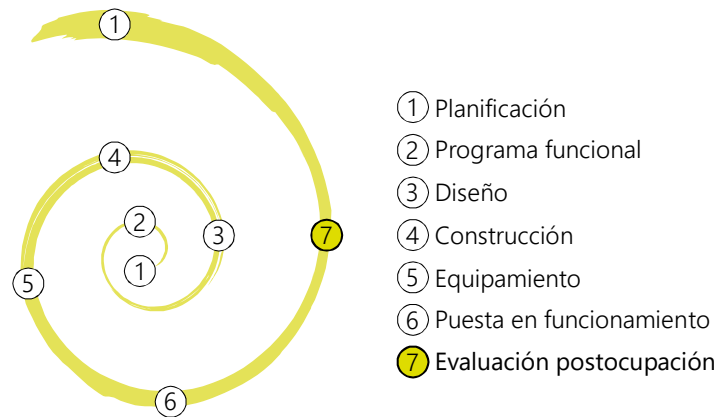 1
4
2
3
7
1
5
6
1 Planificación
2 Programa funcional
3 Diseño
4 Construcción
5 Equipamiento
6 Puesta en funcionamiento
7 Evaluación postocupación